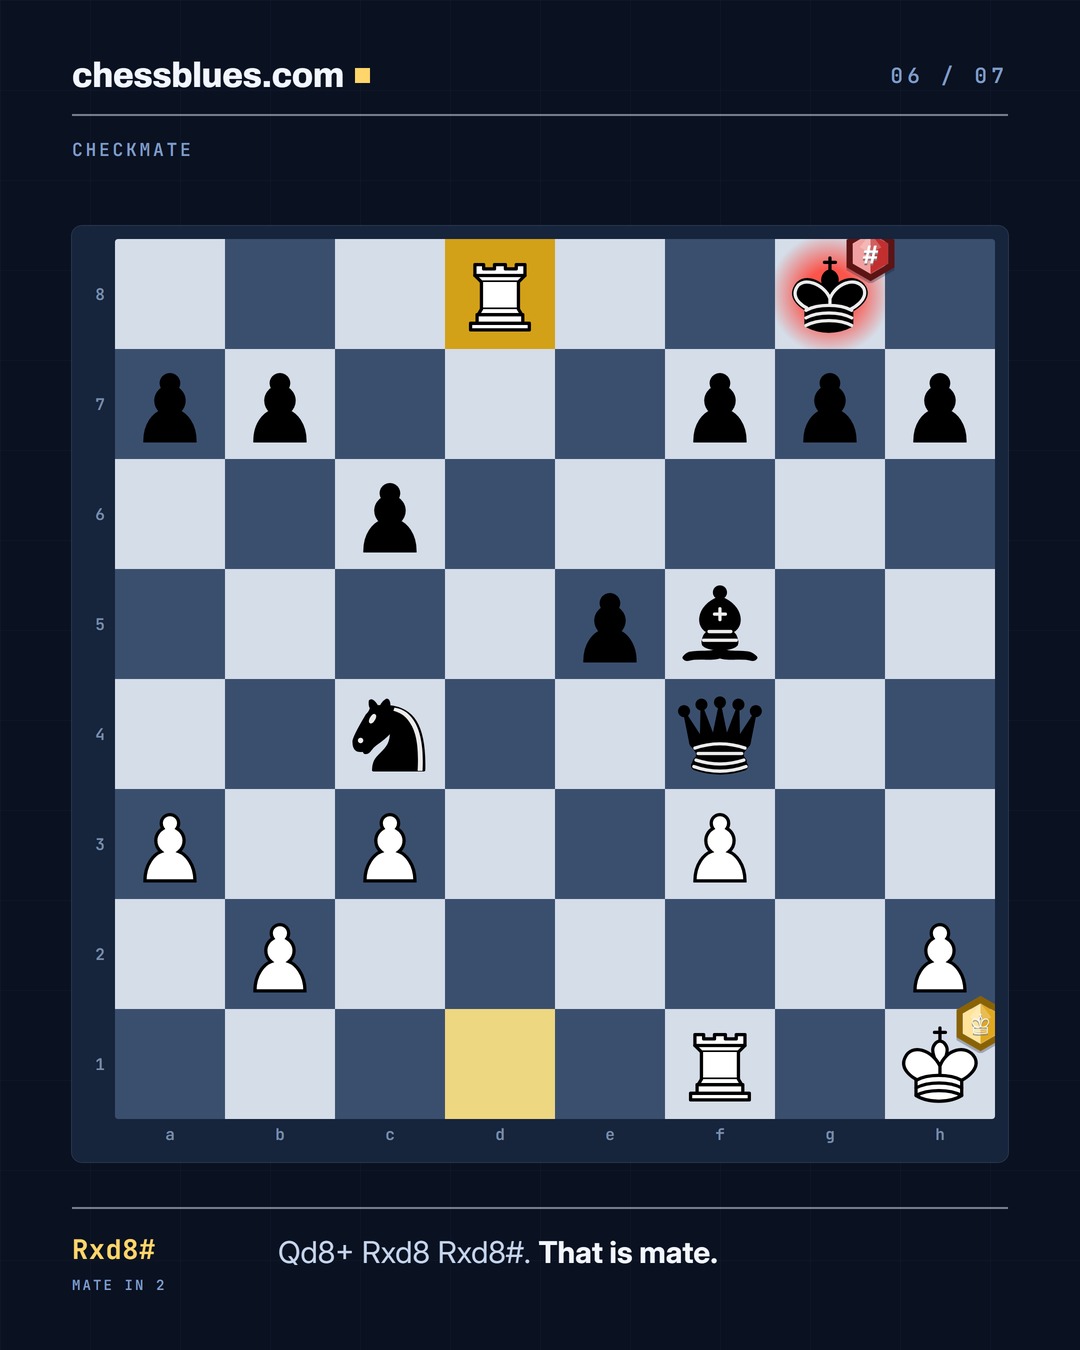 chessblues.com
06 / 07
CHECKMATE
#
8
7
6
5
4
3
2
1
a b c d e f g h
Rxd8#
Qd8+ Rxd8 Rxd8#. That is mate.
MATE IN 2